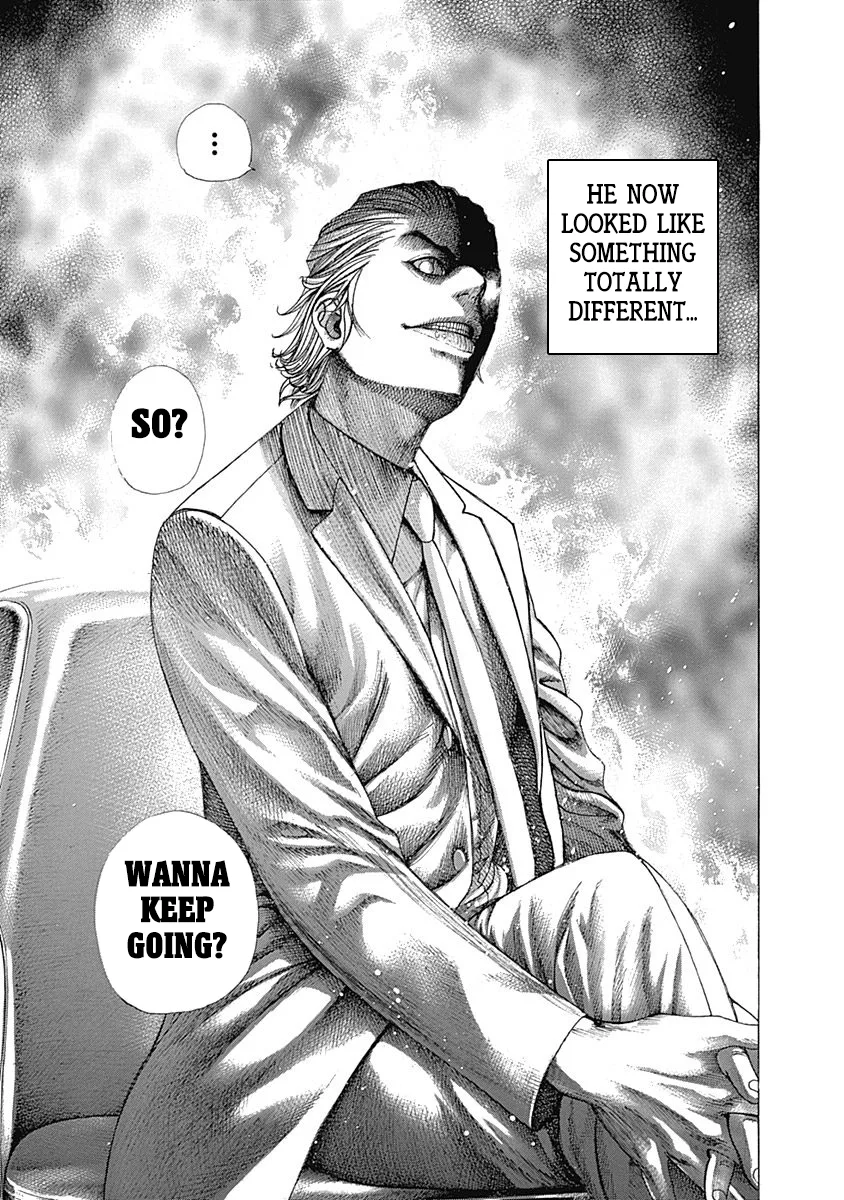 ⋮
HE NOW
LOOKED LIKE
SOMETHING
TOTALLY
DIFFERENT...
SO?
WANNA
KEEP
GOING?